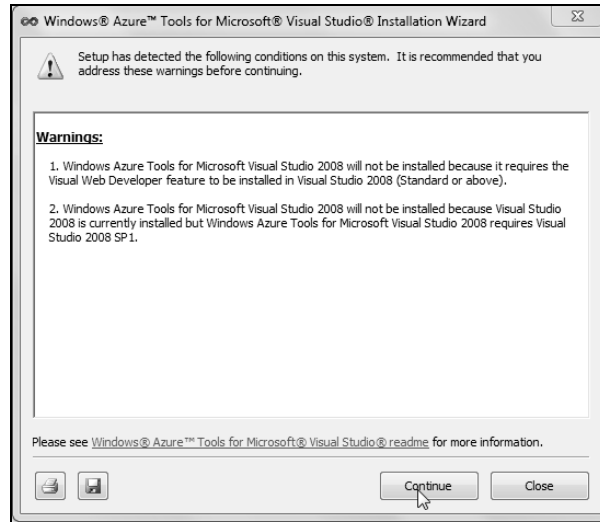 Windows® Azure™ Tools for Microsoft® Visual Studio® Installation Wizard
Setup has detected the following conditions on this system. It is recommended that you
address these warnings before continuing.
Warnings:
1. Windows Azure Tools for Microsoft Visual Studio 2008 will not be installed because it requires the
Visual Web Developer feature to be installed in Visual Studio 2008 (Standard or above).
2. Windows Azure Tools for Microsoft Visual Studio 2008 will not be installed because Visual Studio
2008 is currently installed but Windows Azure Tools for Microsoft Visual Studio 2008 requires Visual
Studio 2008 SP1.
Please see Windows® Azure™ Tools for Microsoft® Visual Studio® readme for more information.
Continue
Close